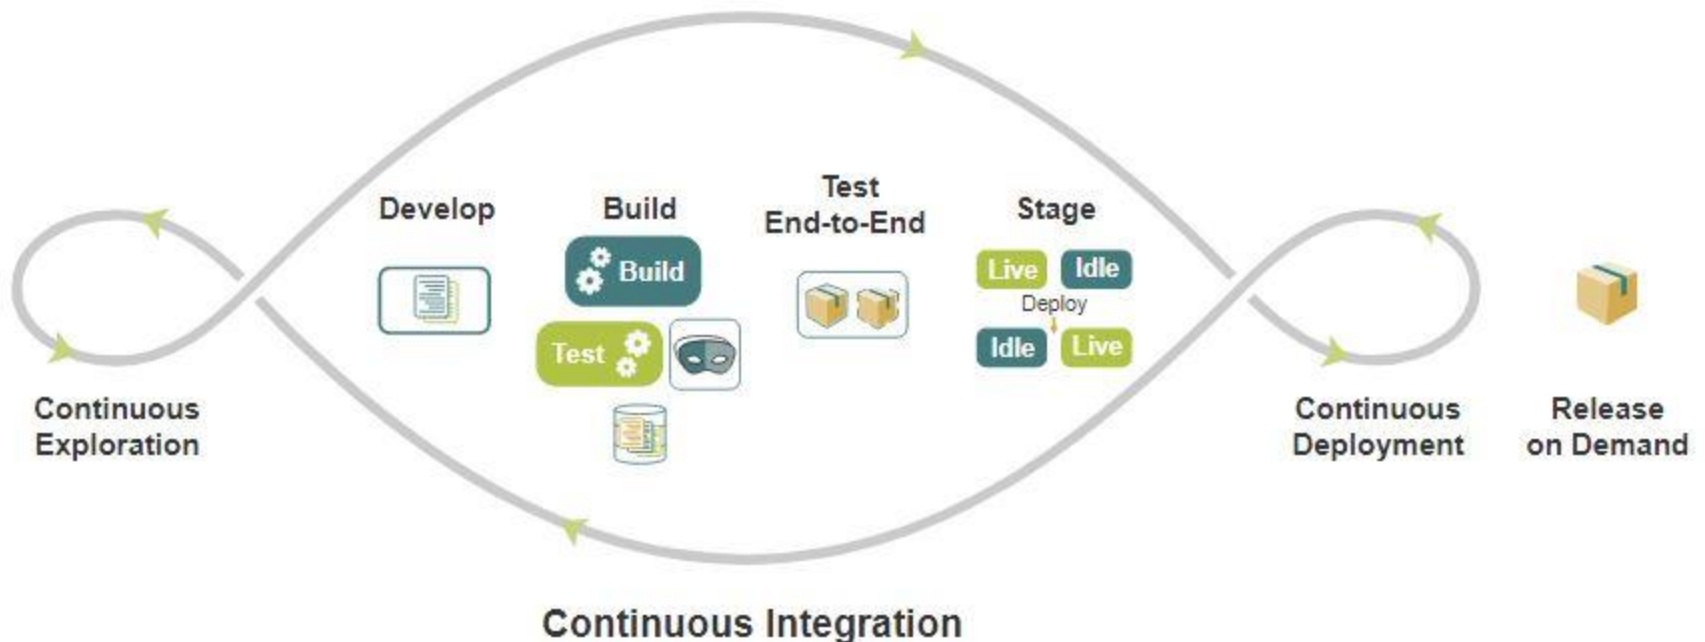 Develop
Build
Test
End-to-End
Stage
Build
Test
Live
Idle
Deploy
Idle
Live
Continuous
Exploration
Continuous
Deployment
Release
on Demand
Continuous Integration